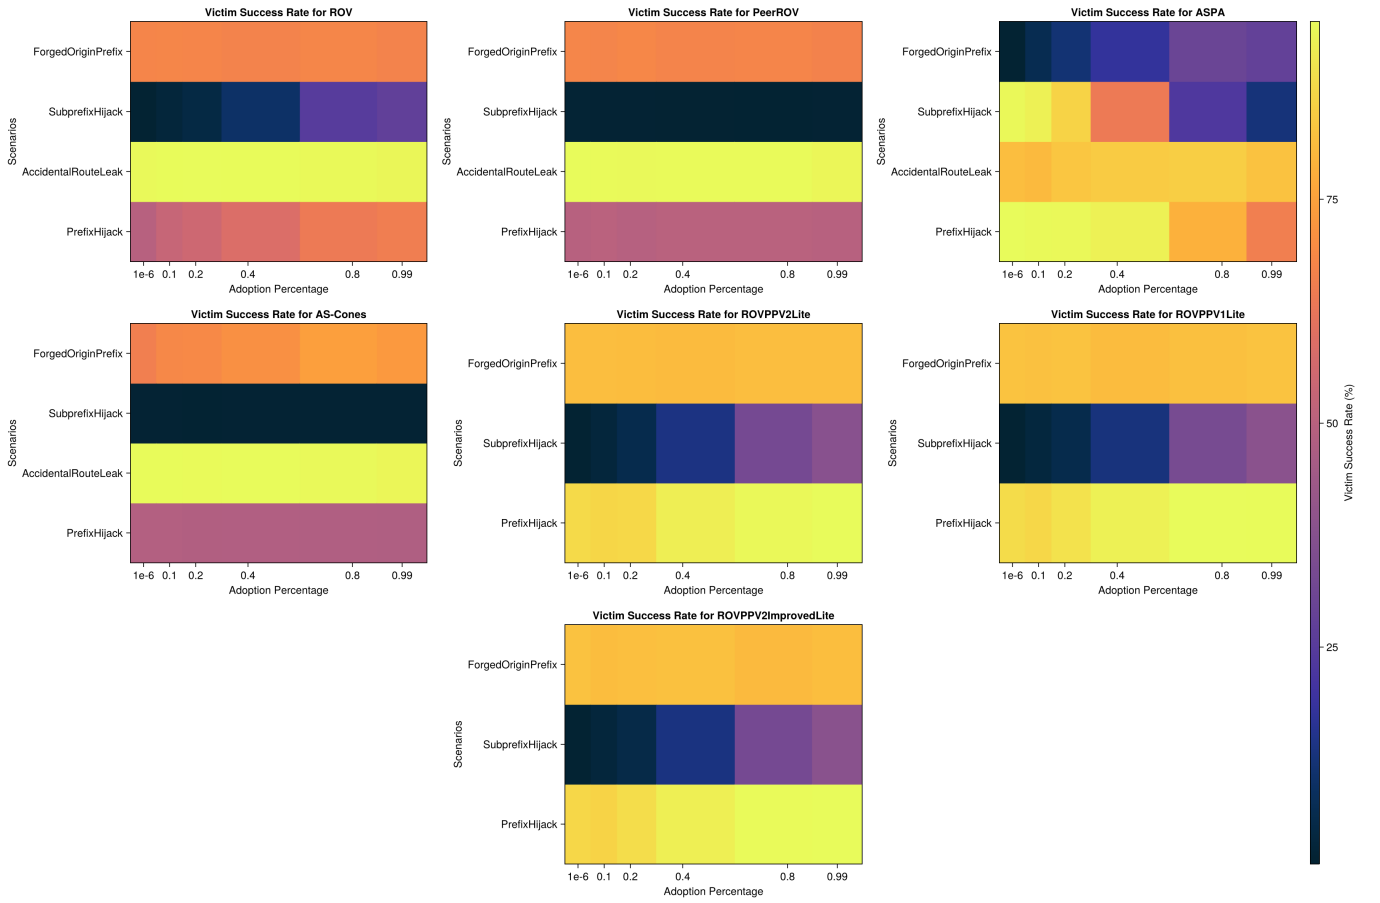 Victim Success Rate for ROV
Scenarios
ForgedOriginPrefix
SubprefixHijack
AccidentalRouteLeak
PrefixHijack
1e-6 0.1 0.2 0.4 0.8 0.99
Adoption Percentage
Victim Success Rate for PeerROV
Scenarios
ForgedOriginPrefix
SubprefixHijack
AccidentalRouteLeak
PrefixHijack
1e-6 0.1 0.2 0.4 0.8 0.99
Adoption Percentage
Victim Success Rate for ASPA
Scenarios
ForgedOriginPrefix
SubprefixHijack
AccidentalRouteLeak
PrefixHijack
1e-6 0.1 0.2 0.4 0.8 0.99
Adoption Percentage
Victim Success Rate for AS-Cones
Scenarios
ForgedOriginPrefix
SubprefixHijack
AccidentalRouteLeak
PrefixHijack
1e-6 0.1 0.2 0.4 0.8 0.99
Adoption Percentage
Victim Success Rate for ROVPPV2Lite
Scenarios
ForgedOriginPrefix
SubprefixHijack
PrefixHijack
1e-6 0.1 0.2 0.4 0.8 0.99
Adoption Percentage
Victim Success Rate for ROVPPV1Lite
Scenarios
ForgedOriginPrefix
SubprefixHijack
PrefixHijack
1e-6 0.1 0.2 0.4 0.8 0.99
Adoption Percentage
Victim Success Rate for ROVPPV2ImprovedLite
Scenarios
ForgedOriginPrefix
SubprefixHijack
PrefixHijack
1e-6 0.1 0.2 0.4 0.8 0.99
Adoption Percentage
75
50
25
Victim Success Rate (%)